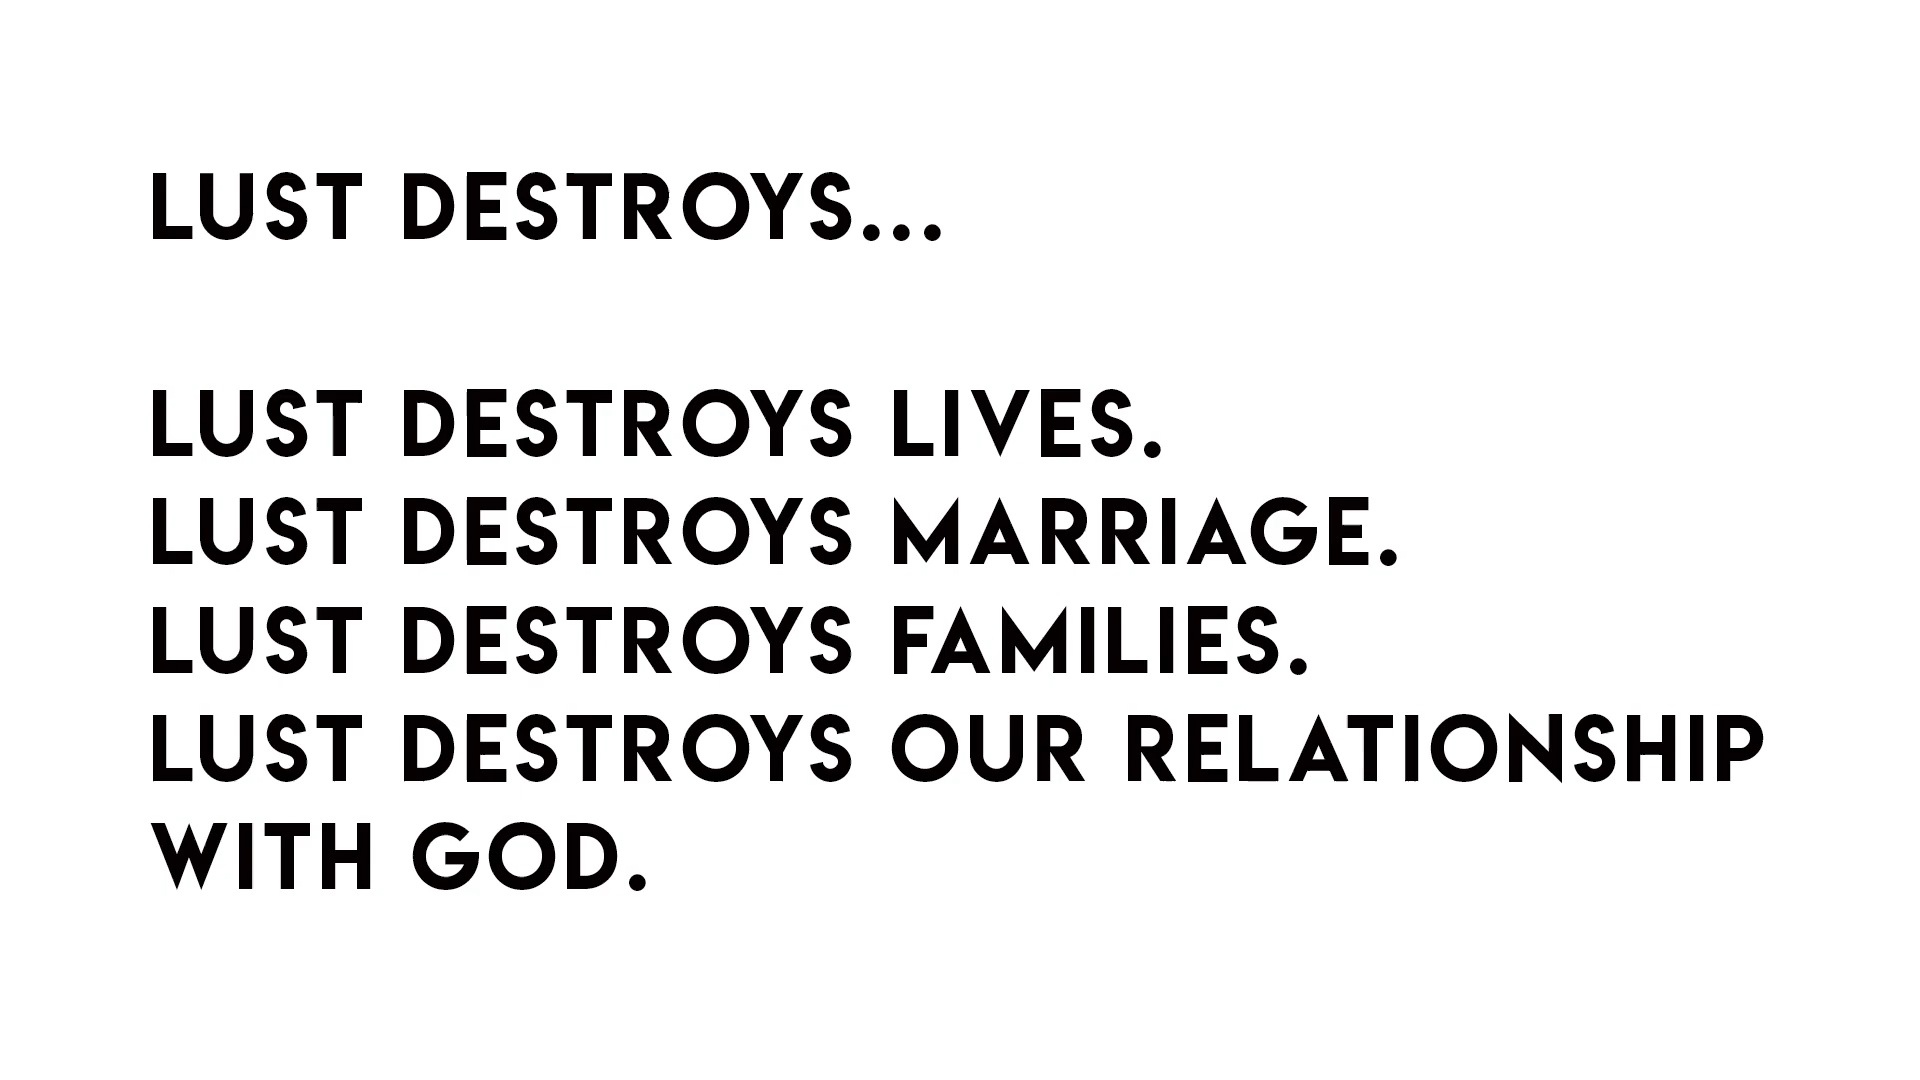 LUST DESTROYS...
LUST DESTROYS LIVES.
LUST DESTROYS MARRIAGE.
LUST DESTROYS FAMILIES.
LUST DESTROYS OUR RELATIONSHIP
WITH GOD.